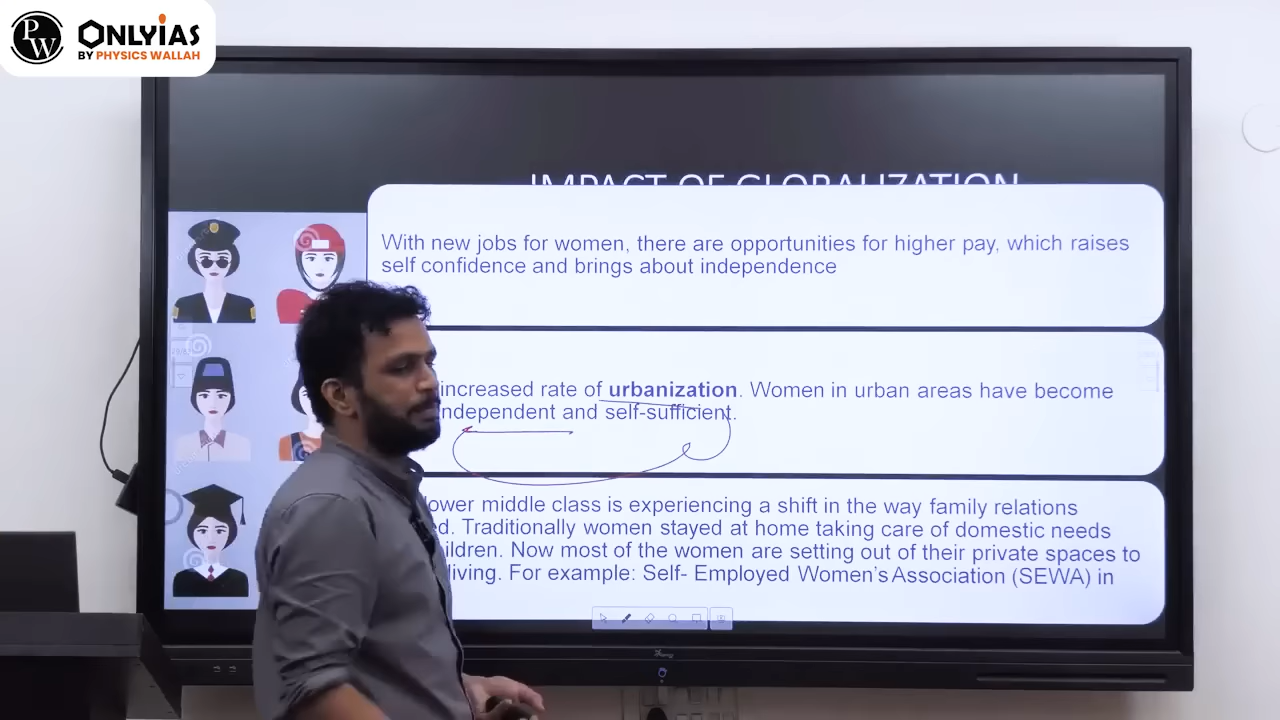 PW
ONLYIAS
BY PHYSICS WALLAH
IMPACT OF GLOBALIZATION
With new jobs for women, there are opportunities for higher pay, which raises
self confidence and brings about independence
increased rate of urbanization. Women in urban areas have become
independent and self-sufficient.
lower middle class is experiencing a shift in the way family relations
ed. Traditionally women stayed at home taking care of domestic needs
ildren. Now most of the women are setting out of their private spaces to
living. For example: Self- Employed Women's Association (SEWA) in